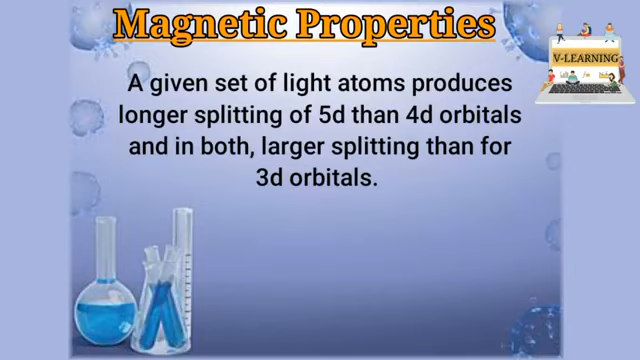 Magnetic Properties
V-LEARNING
A given set of light atoms produces
longer splitting of 5d than 4d orbitals
and in both, larger splitting than for
3d orbitals.